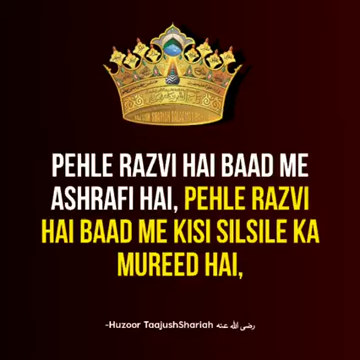 PEHLE RAZVI HAI BAAD ME
ASHRAFI HAI, PEHLE RAZVI
HAI BAAD ME KISI SILSILE KA
MUREED HAI,
-Huzoor TaajushShariah رضی اللہ عنہ